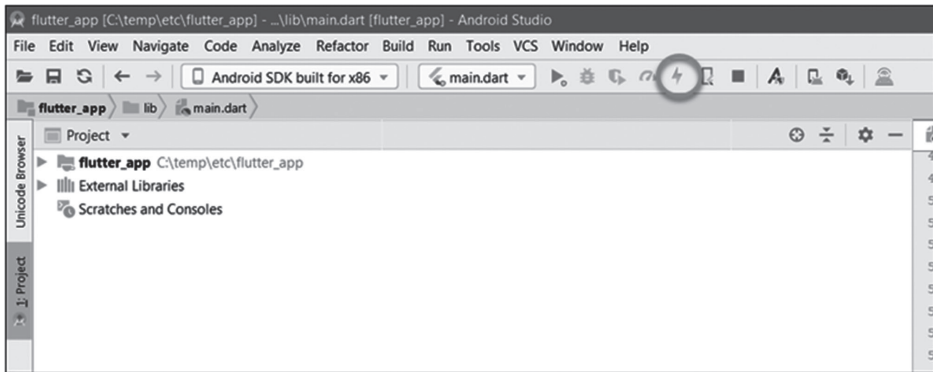 flutter_app [C:\temp\etc\flutter_app] - ...\lib\main.dart [flutter_app] - Android Studio
File Edit View Navigate Code Analyze Refactor Build Run Tools VCS Window Help
Android SDK built for x86 main.dart
flutter_app lib main.dart
Project
flutter_app C:\temp\etc\flutter_app
External Libraries
Scratches and Consoles
Unicode Browser
1: Project